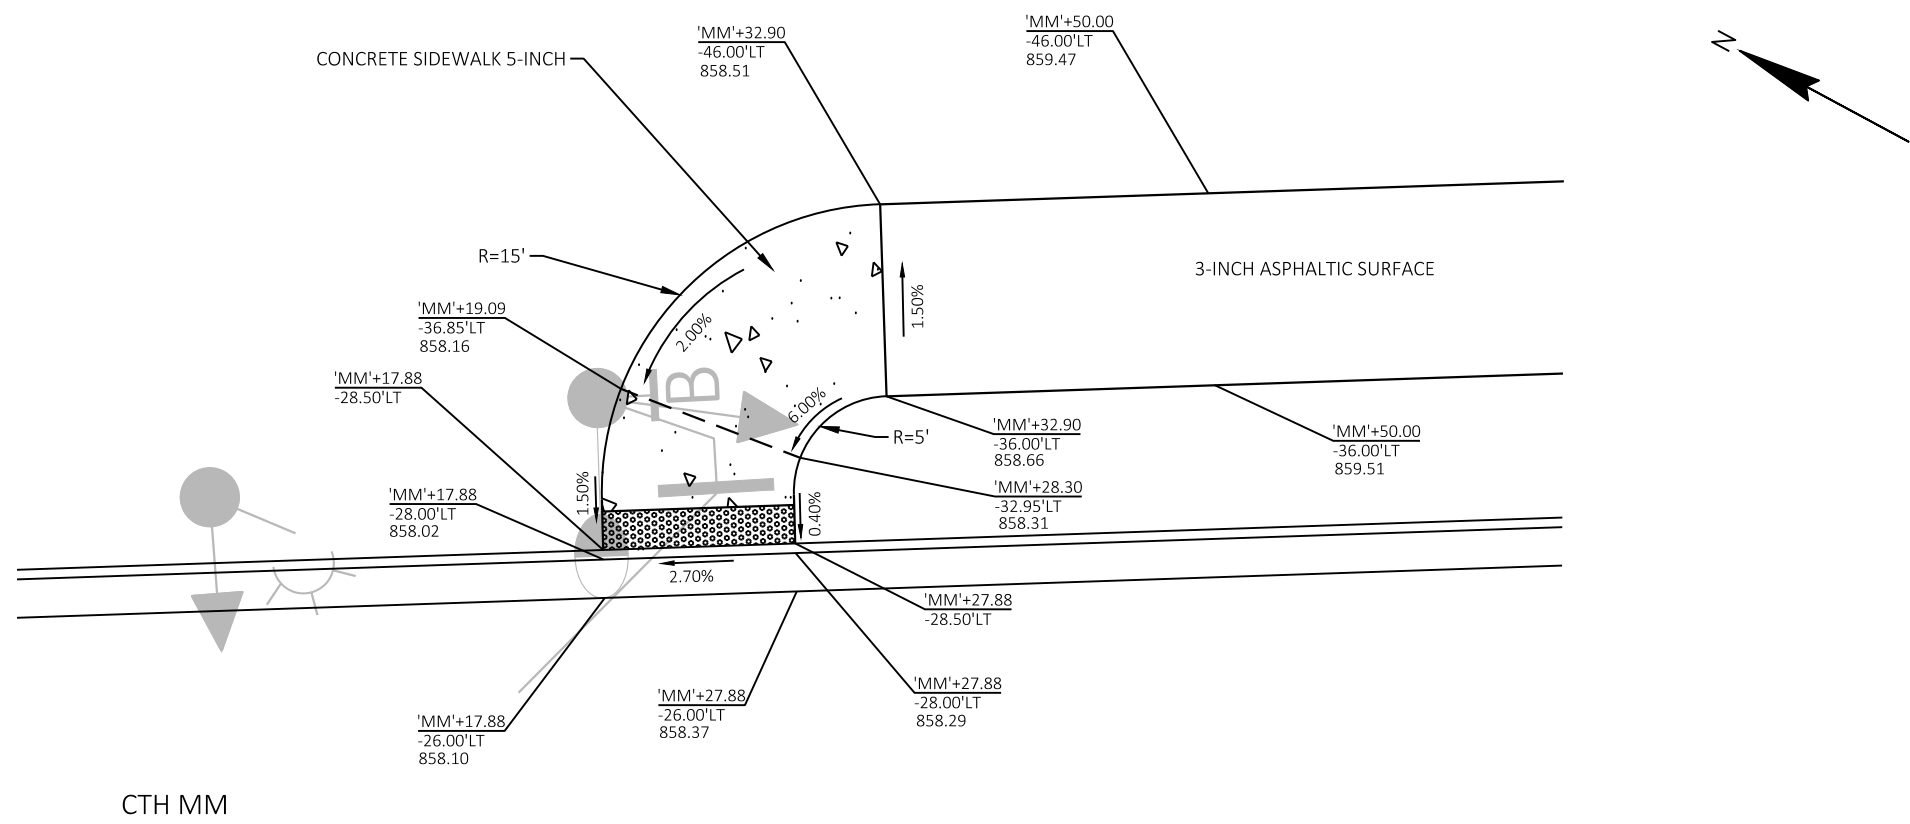 'MM'+32.90
-46.00'LT
858.51
'MM'+50.00
-46.00'LT
859.47
N
CONCRETE SIDEWALK 5-INCH
R=15'
3-INCH ASPHALTIC SURFACE
1.50%
'MM'+19.09
-36.85'LT
858.16
2.00%
'MM'+17.88
-28.50'LT
B
6.00%
'MM'+32.90
-36.00'LT
858.66
R=5'
'MM'+50.00
-36.00'LT
859.51
1.50%
'MM'+17.88
-28.00'LT
858.02
0.40%
'MM'+28.30
-32.95'LT
858.31
2.70%
'MM'+27.88
-28.50'LT
'MM'+27.88
-28.00'LT
858.29
'MM'+27.88
-26.00'LT
858.37
'MM'+17.88
-26.00'LT
858.10
CTH MM